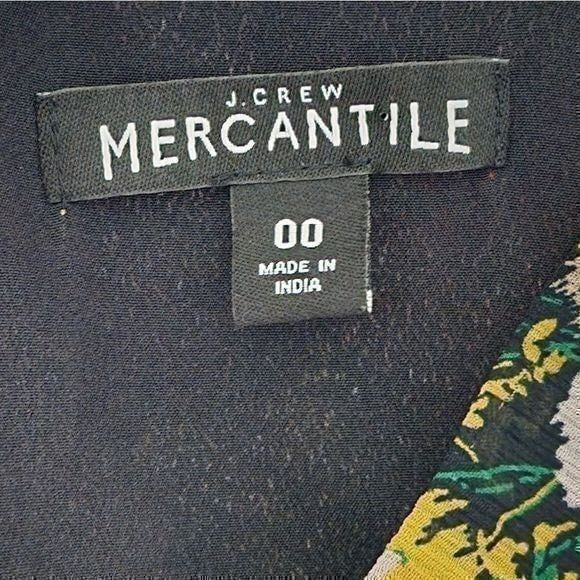 J.CREW
MERCANTILE
00
MADE IN
INDIA